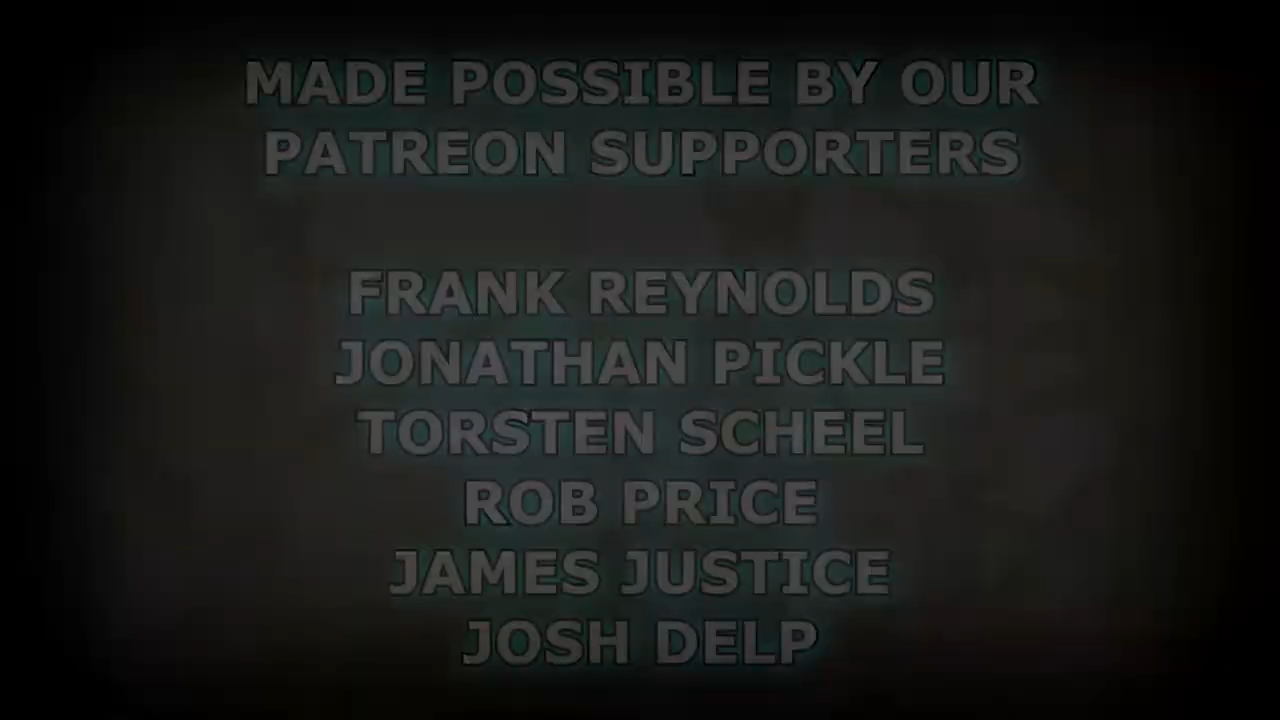 MADE POSSIBLE BY OUR
PATREON SUPPORTERS
FRANK REYNOLDS
JONATHAN PICKLE
TORSTEN SCHEEL
ROB PRICE
JAMES JUSTICE
JOSH DELP